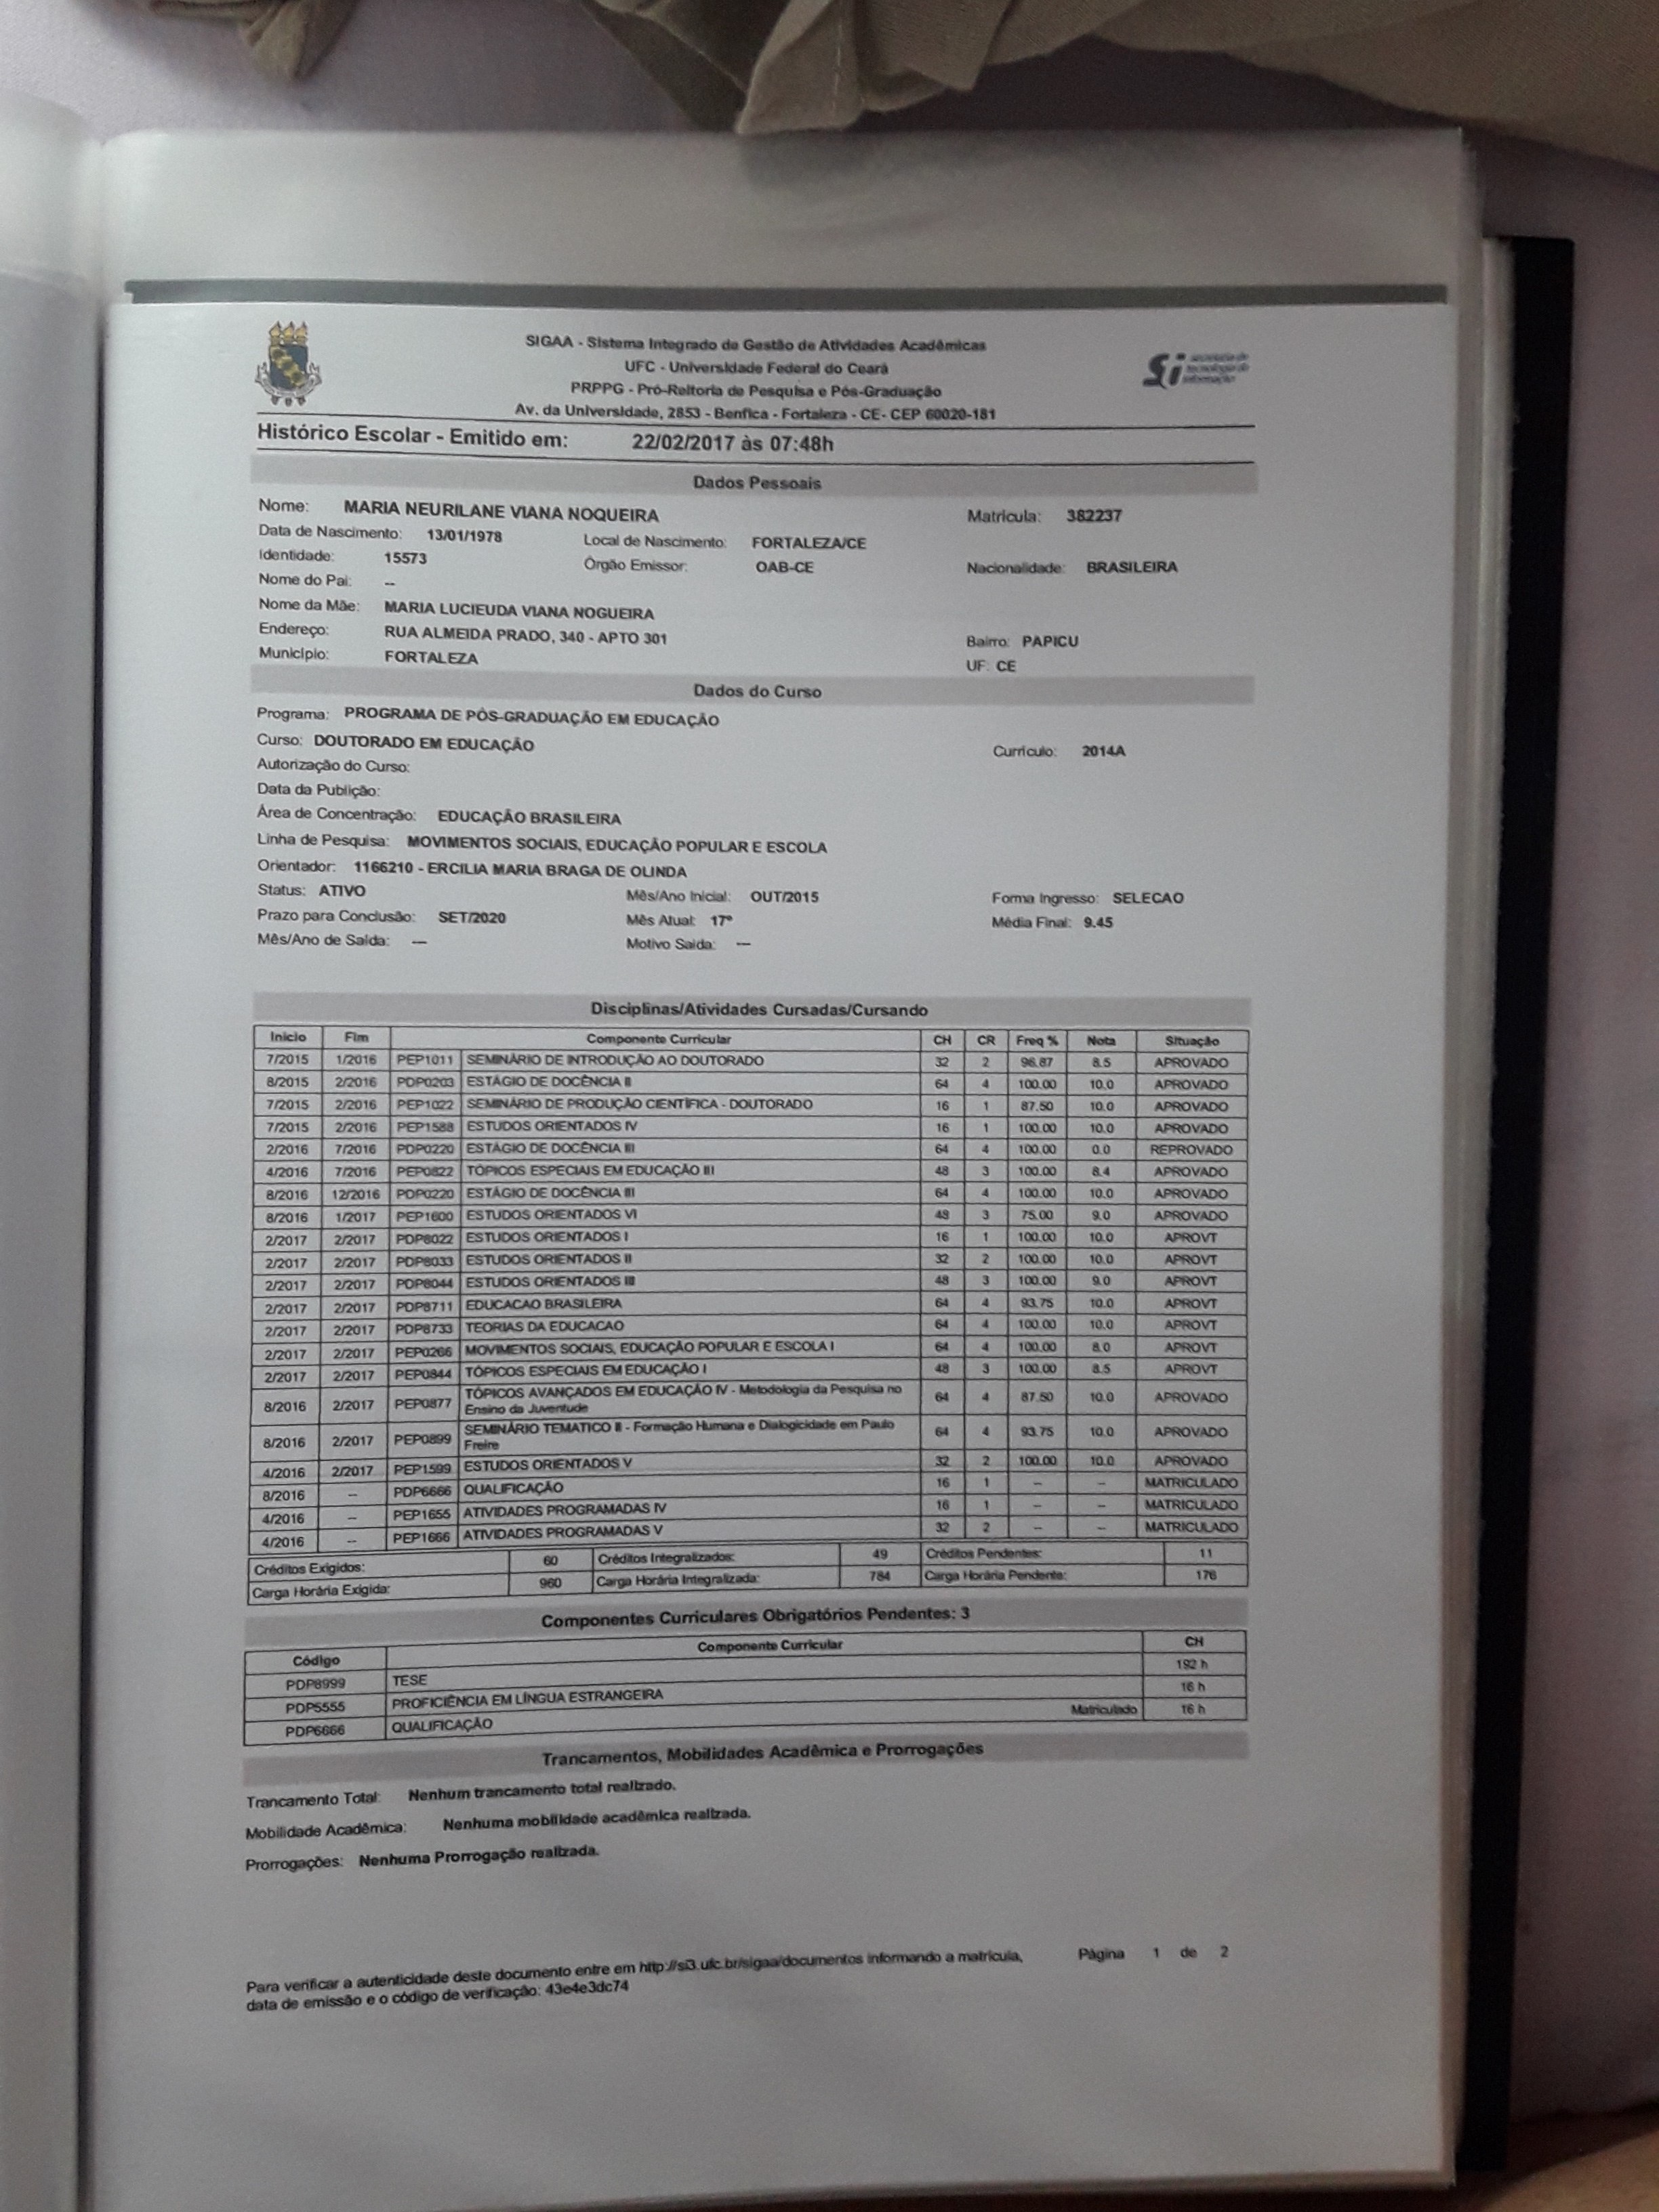 SIGAA - Sistema Integrado de Gestão de Atividades Acadêmicas
UFC - Universidade Federal do Ceará
PRPPG - Pró-Reitoria de Pesquisa e Pós-Graduação
Av. da Universidade, 2853 - Benfica - Fortaleza - CE- CEP 60020-181
Si secretaria de tecnologia da informação
Histórico Escolar - Emitido em: 22/02/2017 às 07:48h
Dados Pessoais
Nome: MARIA NEURILANE VIANA NOQUEIRA Matrícula: 382237
Data de Nascimento: 13/01/1978 Local de Nascimento: FORTALEZA/CE
Identidade: 15573 Órgão Emissor: OAB-CE Nacionalidade: BRASILEIRA
Nome do Pai: --
Nome da Mãe: MARIA LUCIEUDA VIANA NOGUEIRA
Endereço: RUA ALMEIDA PRADO, 340 - APTO 301 Bairro: PAPICU
Município: FORTALEZA UF: CE
Dados do Curso
Programa: PROGRAMA DE PÓS-GRADUAÇÃO EM EDUCAÇÃO
Curso: DOUTORADO EM EDUCAÇÃO Currículo: 2014A
Autorização do Curso:
Data da Publição:
Área de Concentração: EDUCAÇÃO BRASILEIRA
Linha de Pesquisa: MOVIMENTOS SOCIAIS, EDUCAÇÃO POPULAR E ESCOLA
Orientador: 1166210 - ERCILIA MARIA BRAGA DE OLINDA
Status: ATIVO Mês/Ano Inicial: OUT/2015 Forma Ingresso: SELECAO
Prazo para Conclusão: SET/2020 Mês Atual: 17º Média Final: 9.45
Mês/Ano de Saída: --- Motivo Saída: ---
Disciplinas/Atividades Cursadas/Cursando
Início Fim Componente Curricular CH CR Freq % Nota Situação
7/2015 1/2016 PEP1011 SEMINÁRIO DE INTRODUÇÃO AO DOUTORADO 32 2 96.87 8.5 APROVADO
8/2015 2/2016 PDP0203 ESTÁGIO DE DOCÊNCIA II 64 4 100.00 10.0 APROVADO
7/2015 2/2016 PEP1022 SEMINÁRIO DE PRODUÇÃO CIENTÍFICA - DOUTORADO 16 1 87.50 10.0 APROVADO
7/2015 2/2016 PEP1588 ESTUDOS ORIENTADOS IV 16 1 100.00 10.0 APROVADO
2/2016 7/2016 PDP0220 ESTÁGIO DE DOCÊNCIA III 64 4 100.00 0.0 REPROVADO
4/2016 7/2016 PEP0822 TÓPICOS ESPECIAIS EM EDUCAÇÃO III 48 3 100.00 8.4 APROVADO
8/2016 12/2016 PDP0220 ESTÁGIO DE DOCÊNCIA III 64 4 100.00 10.0 APROVADO
8/2016 1/2017 PEP1600 ESTUDOS ORIENTADOS VI 48 3 75.00 9.0 APROVADO
2/2017 2/2017 PDP8022 ESTUDOS ORIENTADOS I 16 1 100.00 10.0 APROVT
2/2017 2/2017 PDP8033 ESTUDOS ORIENTADOS II 32 2 100.00 10.0 APROVT
2/2017 2/2017 PDP8044 ESTUDOS ORIENTADOS III 48 3 100.00 9.0 APROVT
2/2017 2/2017 PDP8711 EDUCACAO BRASILEIRA 64 4 93.75 10.0 APROVT
2/2017 2/2017 PDP8733 TEORIAS DA EDUCACAO 64 4 100.00 10.0 APROVT
2/2017 2/2017 PEP0266 MOVIMENTOS SOCIAIS, EDUCAÇÃO POPULAR E ESCOLA I 64 4 100.00 8.0 APROVT
2/2017 2/2017 PEP0844 TÓPICOS ESPECIAIS EM EDUCAÇÃO I 48 3 100.00 8.5 APROVT
8/2016 2/2017 PEP0877 TÓPICOS AVANÇADOS EM EDUCAÇÃO IV - Metodologia da Pesquisa no 64 4 87.50 10.0 APROVADO
Ensino da Juventude
8/2016 2/2017 PEP0899 SEMINÁRIO TEMATICO II - Formação Humana e Dialogicidade em Paulo 64 4 93.75 10.0 APROVADO
Freire
4/2016 2/2017 PEP1599 ESTUDOS ORIENTADOS V 32 2 100.00 10.0 APROVADO
8/2016 -- PDP6666 QUALIFICAÇÃO 16 1 -- -- MATRICULADO
4/2016 -- PEP1655 ATIVIDADES PROGRAMADAS IV 16 1 -- -- MATRICULADO
4/2016 -- PEP1666 ATIVIDADES PROGRAMADAS V 32 2 -- -- MATRICULADO
Créditos Exigidos: 60 Créditos Integralizados: 49 Créditos Pendentes: 11
Carga Horária Exigida: 960 Carga Horária Integralizada: 784 Carga Horária Pendente: 176
Componentes Curriculares Obrigatórios Pendentes: 3
Código Componente Curricular CH
PDP8999 TESE 192 h
PDP5555 PROFICIÊNCIA EM LÍNGUA ESTRANGEIRA 16 h
PDP6666 QUALIFICAÇÃO Matriculado 16 h
Trancamentos, Mobilidades Acadêmica e Prorrogações
Trancamento Total: Nenhum trancamento total realizado.
Mobilidade Acadêmica: Nenhuma mobilidade acadêmica realizada.
Prorrogações: Nenhuma Prorrogação realizada.
Para verificar a autenticidade deste documento entre em http://si3.ufc.br/sigaa/documentos informando a matrícula, Página 1 de 2
data de emissão e o código de verificação: 43e4e3dc74